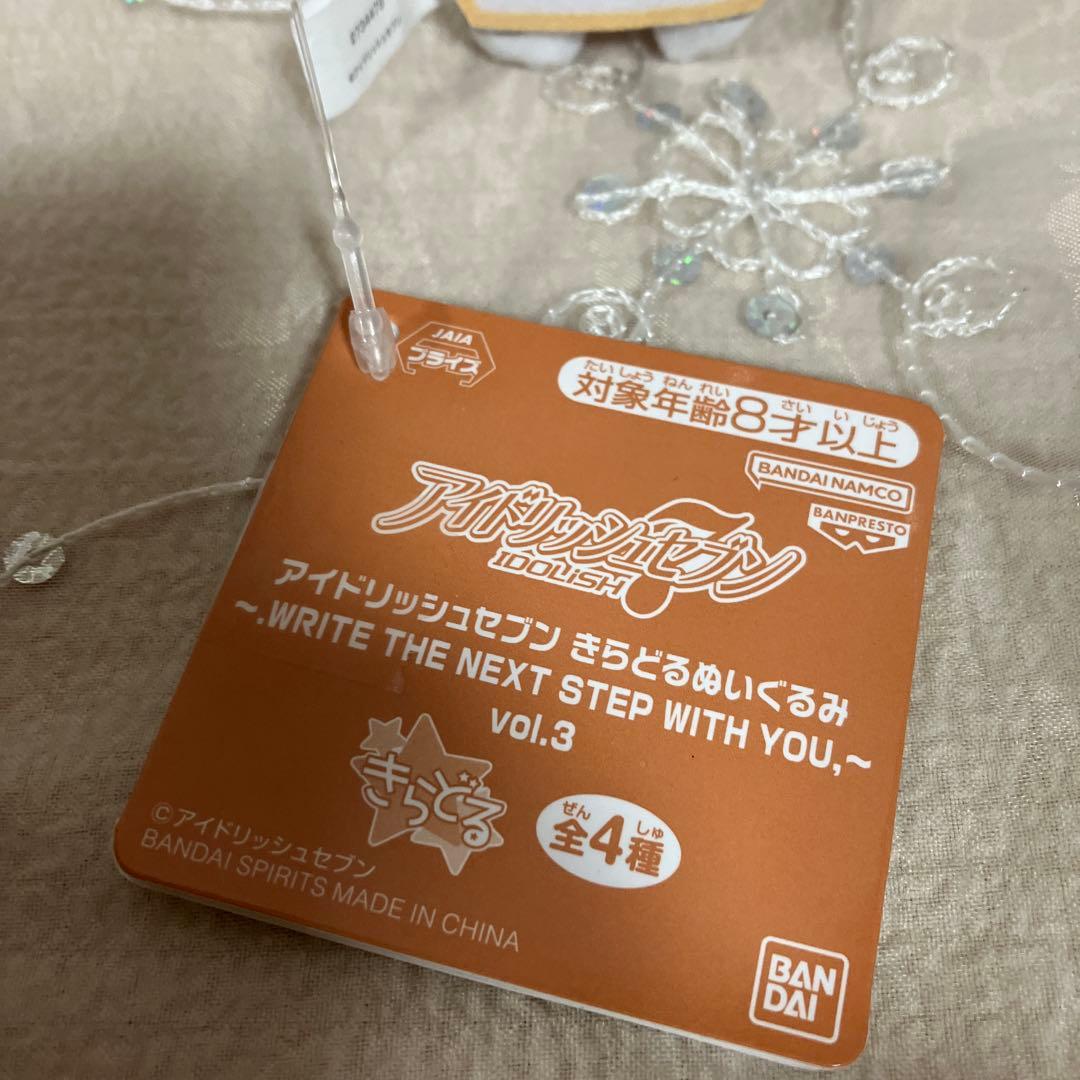 JAIA
プライズ
たいしょうねんれい さいいじょう
対象年齢8才以上
BANDAI NAMCO
BANPRESTO
アイドリッシュセブン
IDOLiSH
アイドリッシュセブン きらどるぬいぐるみ
～.WRITE THE NEXT STEP WITH YOU,～
vol.3
きらどる
ぜん しゅ
全4種
©アイドリッシュセブン
BANDAI SPIRITS MADE IN CHINA
BAN
DAI